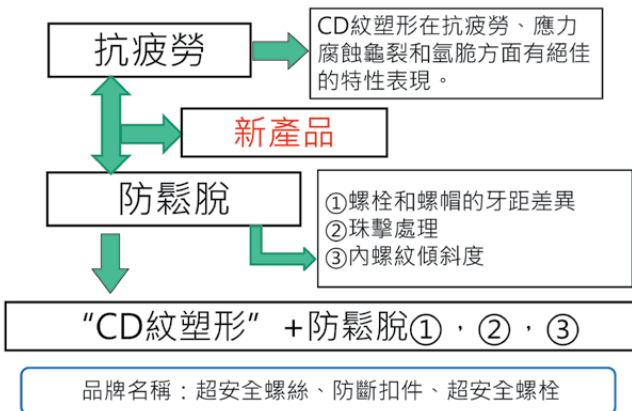 抗疲勞
CD紋塑形在抗疲勞、應力
腐蝕龜裂和氫脆方面有絕佳
的特性表現。
新產品
防鬆脫
①螺栓和螺帽的牙距差異
②珠擊處理
③內螺紋傾斜度
“CD紋塑形” +防鬆脫①，②，③
品牌名稱：超安全螺絲、防斷扣件、超安全螺栓